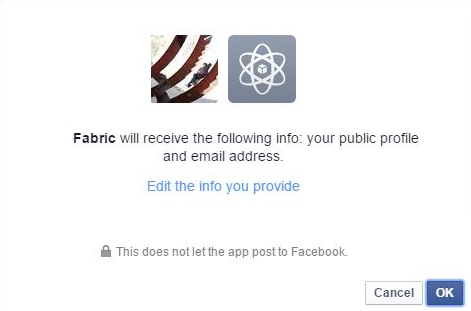 Fabric will receive the following info: your public profile
and email address.
Edit the info you provide
This does not let the app post to Facebook.
Cancel OK